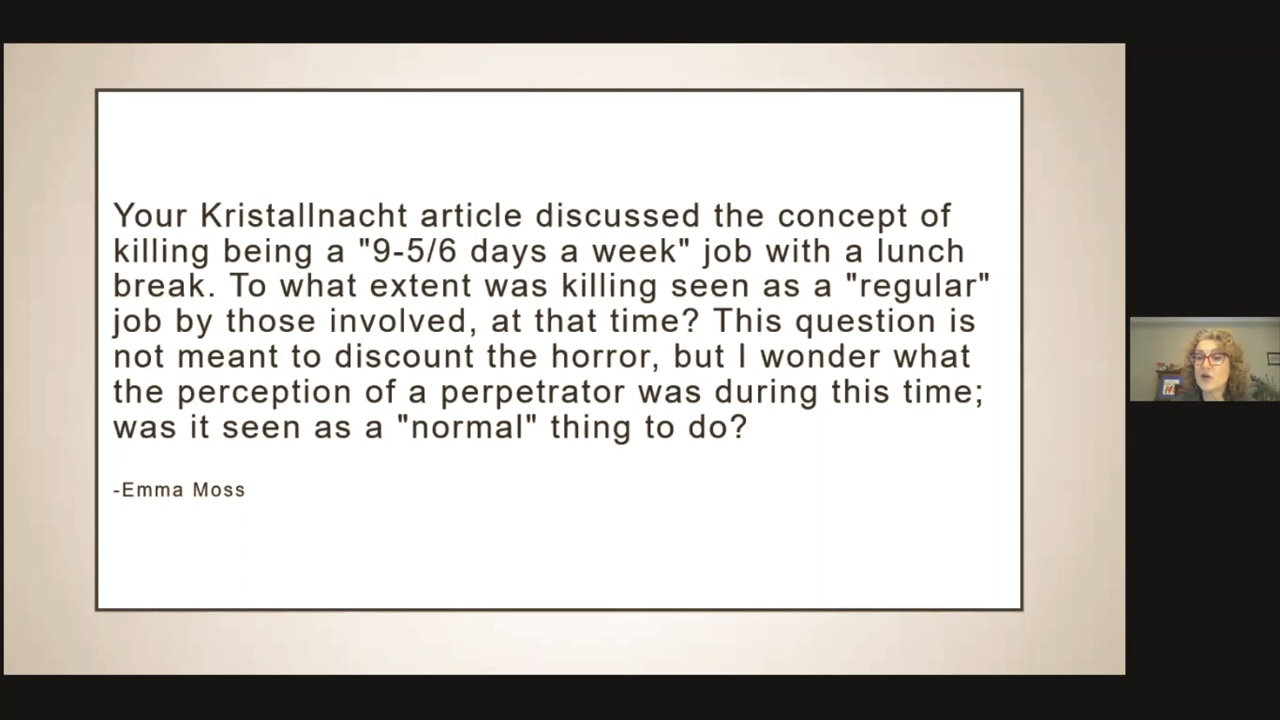 Your Kristallnacht article discussed the concept of
killing being a "9-5/6 days a week" job with a lunch
break. To what extent was killing seen as a "regular"
job by those involved, at that time? This question is
not meant to discount the horror, but I wonder what
the perception of a perpetrator was during this time;
was it seen as a "normal" thing to do?
-Emma Moss